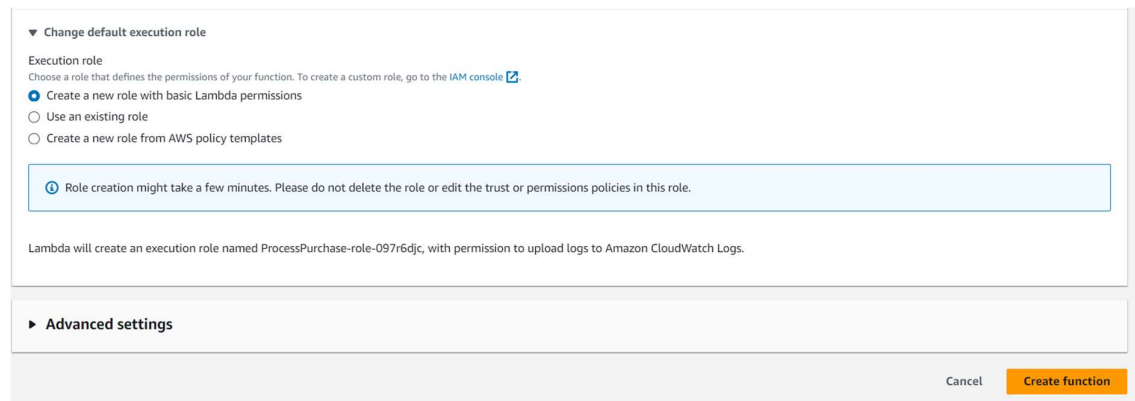 Change default execution role
Execution role
Choose a role that defines the permissions of your function. To create a custom role, go to the IAM console.
Create a new role with basic Lambda permissions
Use an existing role
Create a new role from AWS policy templates
Role creation might take a few minutes. Please do not delete the role or edit the trust or permissions policies in this role.
Lambda will create an execution role named ProcessPurchase-role-097r6djc, with permission to upload logs to Amazon CloudWatch Logs.
Advanced settings
Cancel Create function